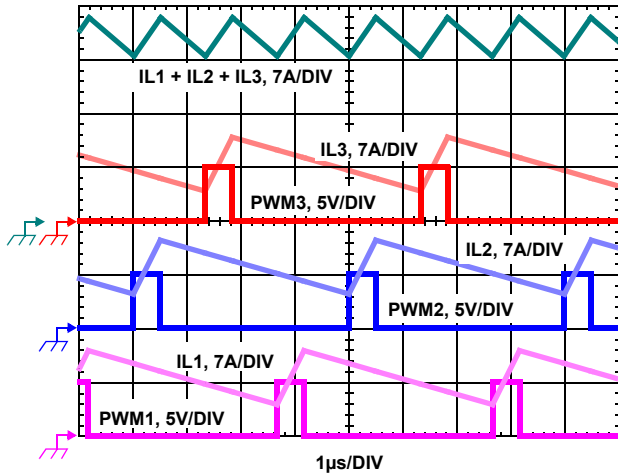 IL1 + IL2 + IL3, 7A/DIV
IL3, 7A/DIV
PWM3, 5V/DIV
IL2, 7A/DIV
PWM2, 5V/DIV
IL1, 7A/DIV
PWM1, 5V/DIV
1µs/DIV